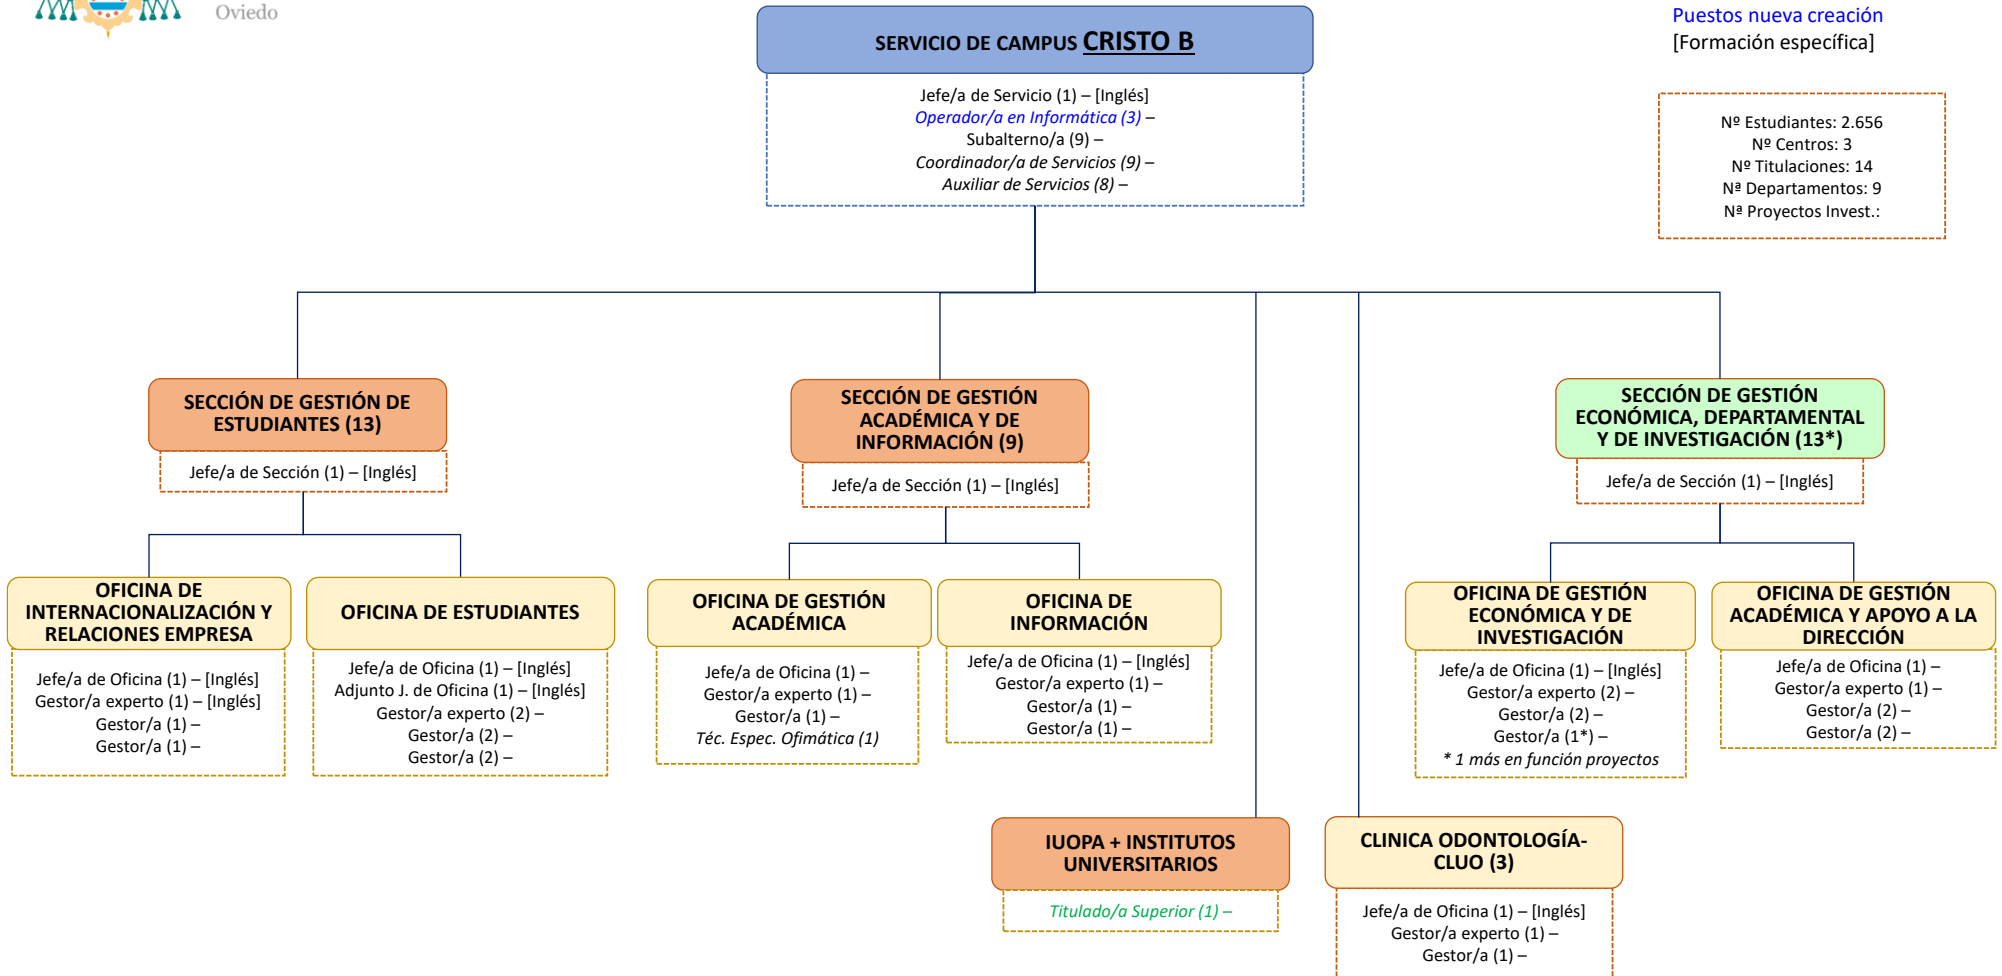 Oviedo
Puestos nueva creación
[Formación específica]
SERVICIO DE CAMPUS CRISTO B
Jefe/a de Servicio (1) – [Inglés]
Operador/a en Informática (3) –
Subalterno/a (9) –
Coordinador/a de Servicios (9) –
Auxiliar de Servicios (8) –
Nº Estudiantes: 2.656
Nº Centros: 3
Nº Titulaciones: 14
Nª Departamentos: 9
Nª Proyectos Invest.:
SECCIÓN DE GESTIÓN DE
ESTUDIANTES (13)
Jefe/a de Sección (1) – [Inglés]
SECCIÓN DE GESTIÓN
ACADÉMICA Y DE
INFORMACIÓN (9)
Jefe/a de Sección (1) – [Inglés]
SECCIÓN DE GESTIÓN
ECONÓMICA, DEPARTAMENTAL
Y DE INVESTIGACIÓN (13*)
Jefe/a de Sección (1) – [Inglés]
OFICINA DE
INTERNACIONALIZACIÓN Y
RELACIONES EMPRESA
Jefe/a de Oficina (1) – [Inglés]
Gestor/a experto (1) – [Inglés]
Gestor/a (1) –
Gestor/a (1) –
OFICINA DE ESTUDIANTES
Jefe/a de Oficina (1) – [Inglés]
Adjunto J. de Oficina (1) – [Inglés]
Gestor/a experto (2) –
Gestor/a (2) –
Gestor/a (2) –
OFICINA DE GESTIÓN
ACADÉMICA
Jefe/a de Oficina (1) –
Gestor/a experto (1) –
Gestor/a (1) –
Téc. Espec. Ofimática (1)
OFICINA DE
INFORMACIÓN
Jefe/a de Oficina (1) – [Inglés]
Gestor/a experto (1) –
Gestor/a (1) –
Gestor/a (1) –
OFICINA DE GESTIÓN
ECONÓMICA Y DE
INVESTIGACIÓN
Jefe/a de Oficina (1) – [Inglés]
Gestor/a experto (2) –
Gestor/a (2) –
Gestor/a (1*) –
* 1 más en función proyectos
OFICINA DE GESTIÓN
ACADÉMICA Y APOYO A LA
DIRECCIÓN
Jefe/a de Oficina (1) –
Gestor/a experto (1) –
Gestor/a (2) –
Gestor/a (2) –
IUOPA + INSTITUTOS
UNIVERSITARIOS
Titulado/a Superior (1) –
CLINICA ODONTOLOGÍA-
CLUO (3)
Jefe/a de Oficina (1) – [Inglés]
Gestor/a experto (1) –
Gestor/a (1) –